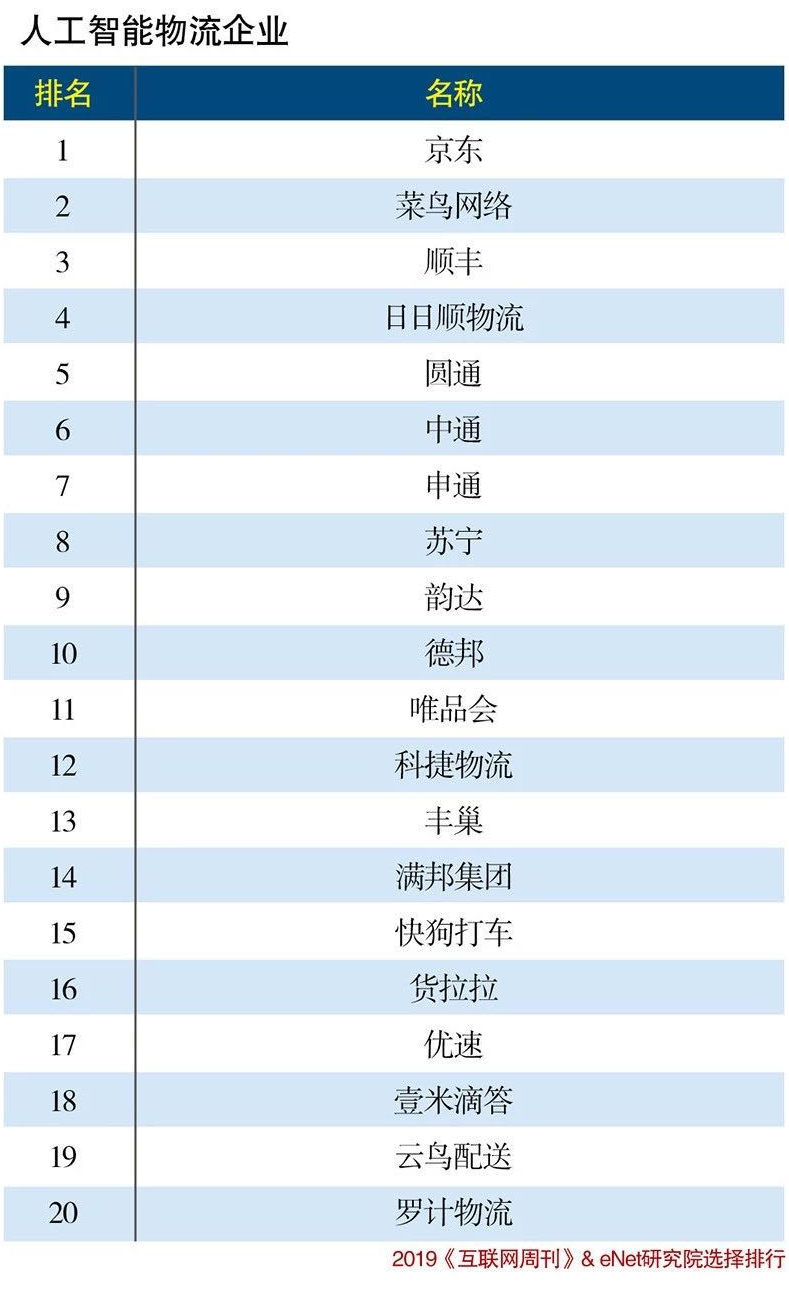 人工智能物流企业
排名 名称
1 京东
2 菜鸟网络
3 顺丰
4 日日顺物流
5 圆通
6 中通
7 申通
8 苏宁
9 韵达
10 德邦
11 唯品会
12 科捷物流
13 丰巢
14 满邦集团
15 快狗打车
16 货拉拉
17 优速
18 壹米滴答
19 云鸟配送
20 罗计物流
2019《互联网周刊》& eNet研究院选择排行